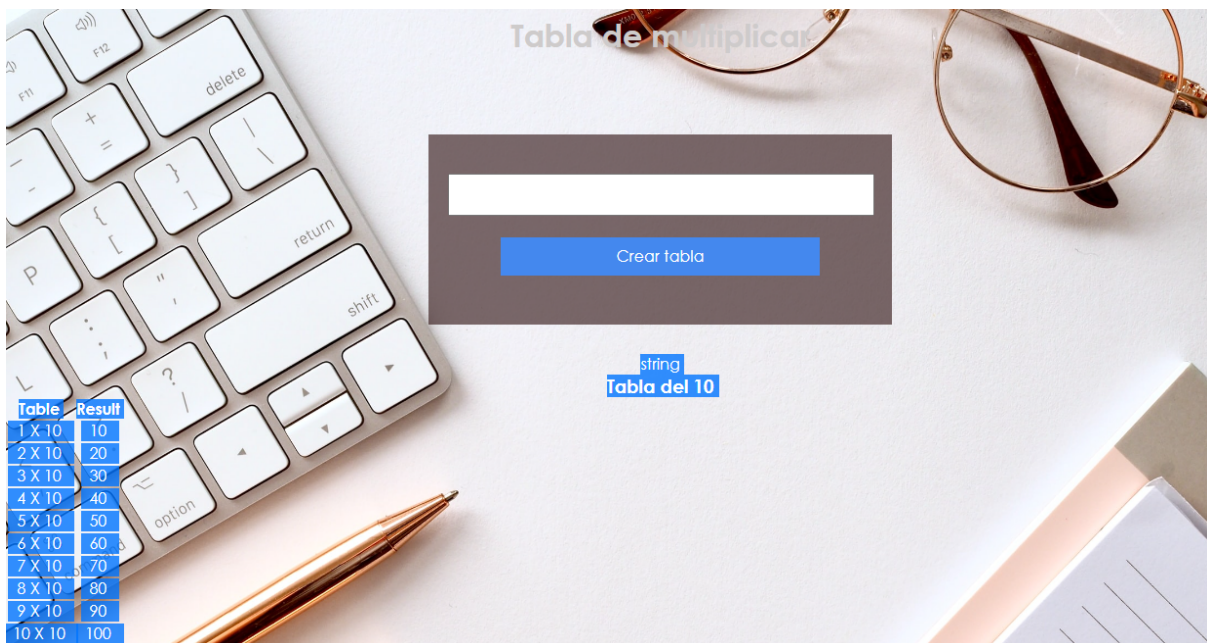 Tabla de multiplicar
Crear tabla
string
Tabla del 10
Table Result
1 X 10 10
2 X 10 20
3 X 10 30
4 X 10 40
5 X 10 50
6 X 10 60
7 X 10 70
8 X 10 80
9 X 10 90
10 X 10 100
F12
F11
delete
+
=
-
-
|
\
}
]
{
[
return
P
"
,
shift
:
;
L
?
/
option